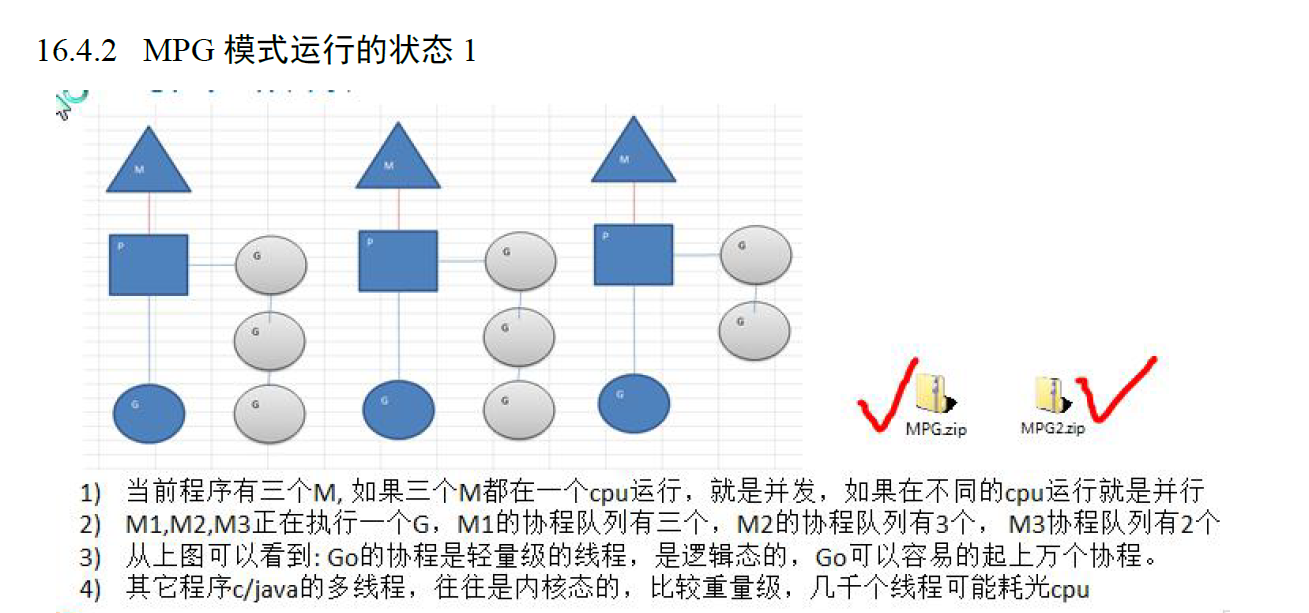 16.4.2 MPG 模式运行的状态 1
M
M
M
P
G
P
G
P
G
G
G
G
G
G
G
G
G
G
MPG.zip
MPG2.zip
1) 当前程序有三个M, 如果三个M都在一个cpu运行，就是并发，如果在不同的cpu运行就是并行
2) M1,M2,M3正在执行一个G，M1的协程队列有三个，M2的协程队列有3个， M3协程队列有2个
3) 从上图可以看到: Go的协程是轻量级的线程，是逻辑态的，Go可以容易的起上万个协程。
4) 其它程序c/java的多线程，往往是内核态的，比较重量级，几千个线程可能耗光cpu